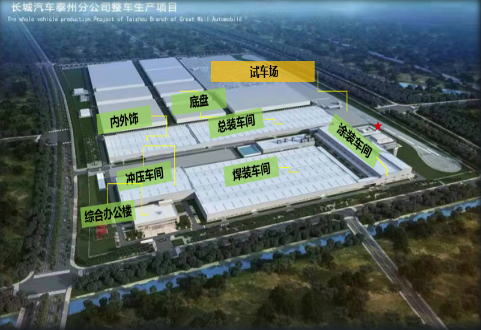 长城汽车泰州分公司整车生产项目
The whole vehicle production Project of Taizhou Branch of Great Wall Automobile
试车场
底盘
内外饰
总装车间
涂装车间
冲压车间
焊装车间
综合办公楼